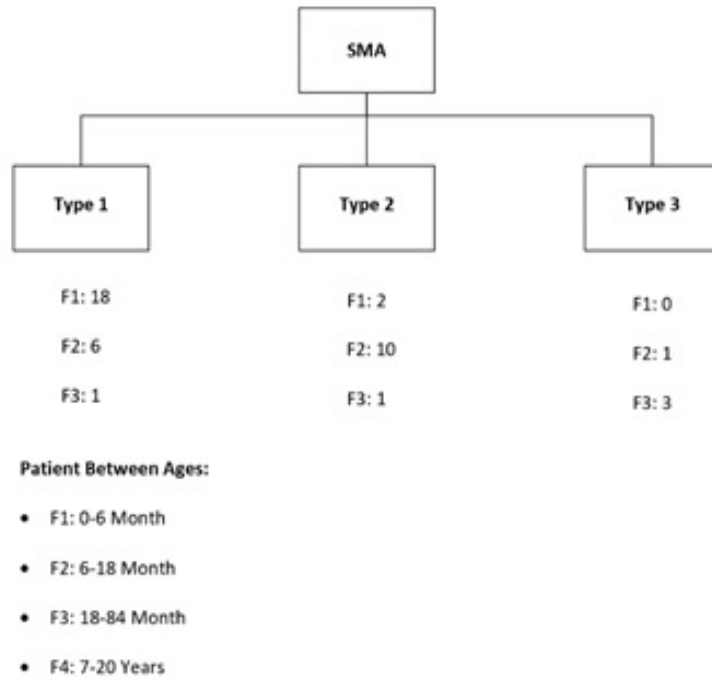 SMA
Type 1
Type 2
Type 3
F1: 18
F1: 2
F1: 0
F2: 6
F2: 10
F2: 1
F3: 1
F3: 1
F3: 3
Patient Between Ages:
• F1: 0-6 Month
• F2: 6-18 Month
• F3: 18-84 Month
• F4: 7-20 Years